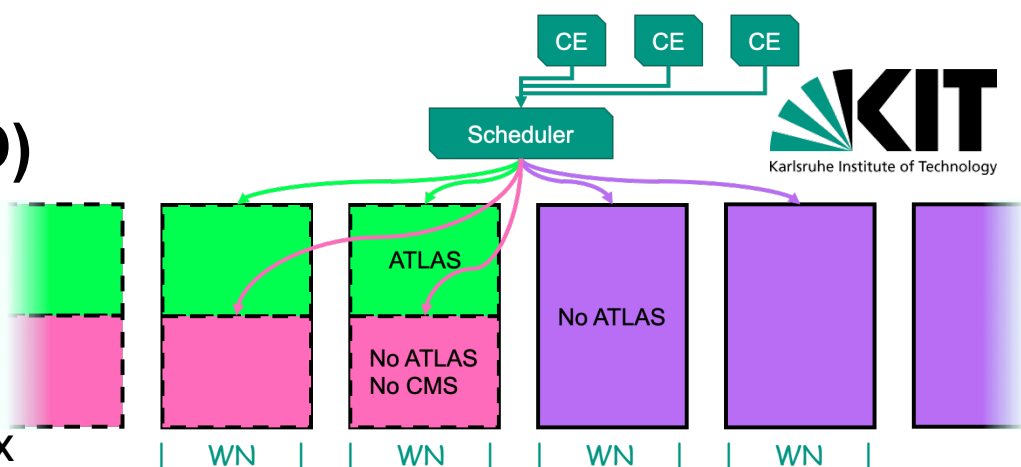 CE
CE
CE
Scheduler
KIT
Karlsruhe Institute of Technology
)
ATLAS
No ATLAS
No ATLAS
No CMS
x
WN
WN
WN
WN